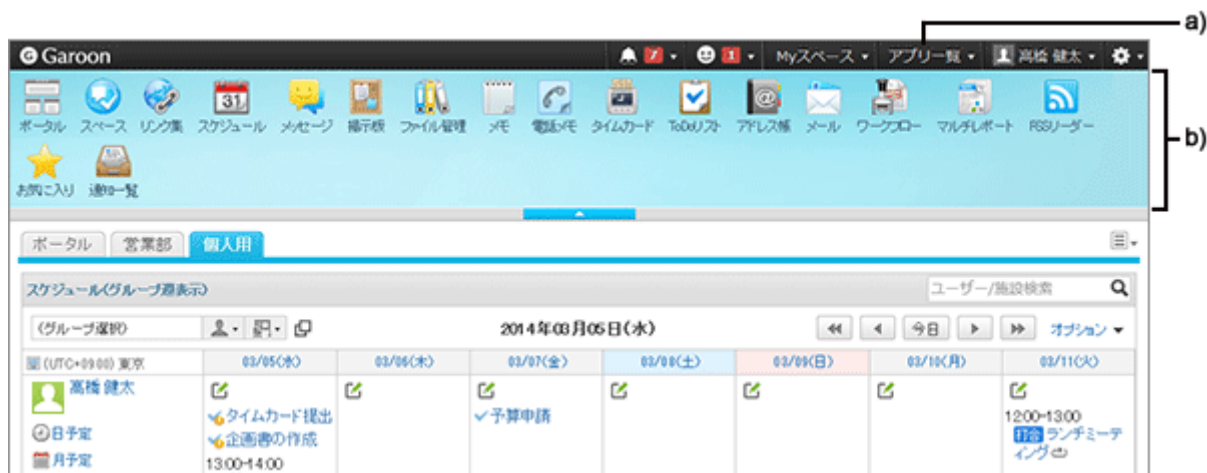 a)
Garoon 7 1 Myスペース アプリ一覧 高橋 健太
b)
ポータル スペース リンク集 スケジュール メッセージ 掲示板 ファイル管理 メモ 電話メモ タイムカード ToDoリスト アドレス帳 メール ワークフロー マルチレポート RSSリーダー
31
お気に入り 通知一覧
ポータル 営業部 個人用
スケジュール(グループ週表示) ユーザー/施設検索
(グループ選択) 2014年03月05日(水) 今日 オプション
(UTC+09:00) 東京 03/05(水) 03/06(木) 03/07(金) 03/08(土) 03/09(日) 03/10(月) 03/11(火)
高橋 健太
タイムカード提出 予算申請 12:00-13:00
日予定 企画書の作成 打合 ランチミーテ
ィング
月予定 13:00-14:00